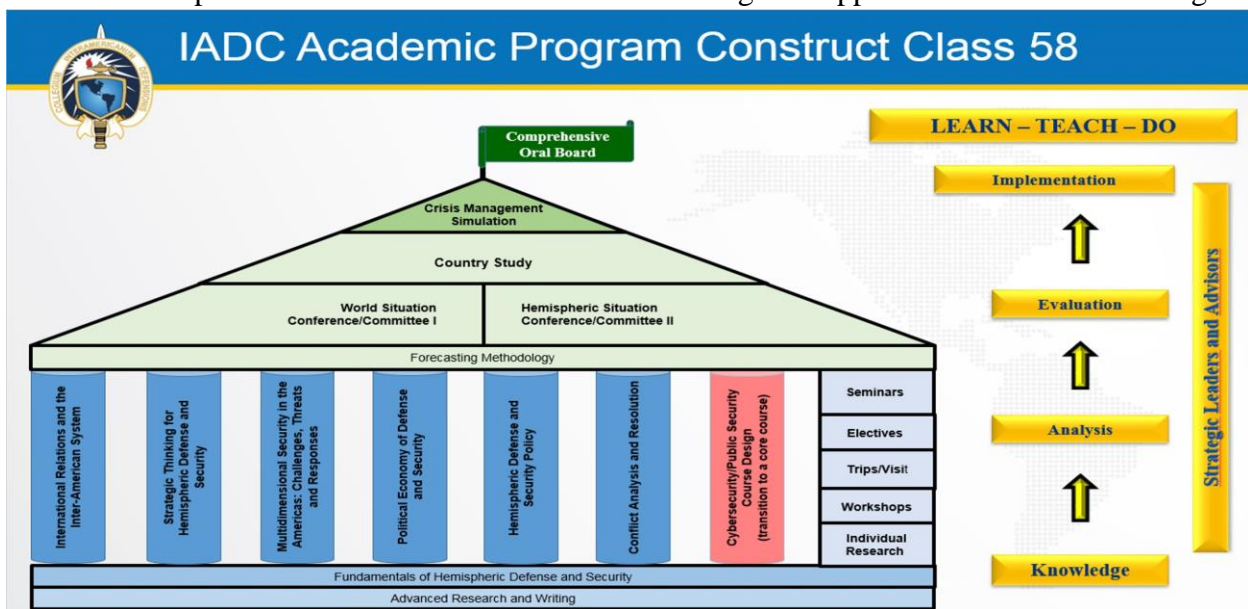 IADC Academic Program Construct Class 58
COLLEGIUM INTERAMERICANUM DEFENSIONIS
Comprehensive
Oral Board
Crisis Management
Simulation
Country Study
World Situation
Conference/Committee I
Hemispheric Situation
Conference/Committee II
Forecasting Methodology
International Relations and the
Inter-American System
Strategic Thinking for
Hemispheric Defense and
Security
Multidimensional Security in the
Americas: Challenges, Threats
and Responses
Political Economy of Defense
and Security
Hemispheric Defense and
Security Policy
Conflict Analysis and Resolution
Cybersecurity/Public Security
Course Design
(transition to a core course)
Seminars
Electives
Trips/Visit
Workshops
Individual
Research
Fundamentals of Hemispheric Defense and Security
Advanced Research and Writing
LEARN – TEACH – DO
Implementation
Evaluation
Analysis
Knowledge
Strategic Leaders and Advisors